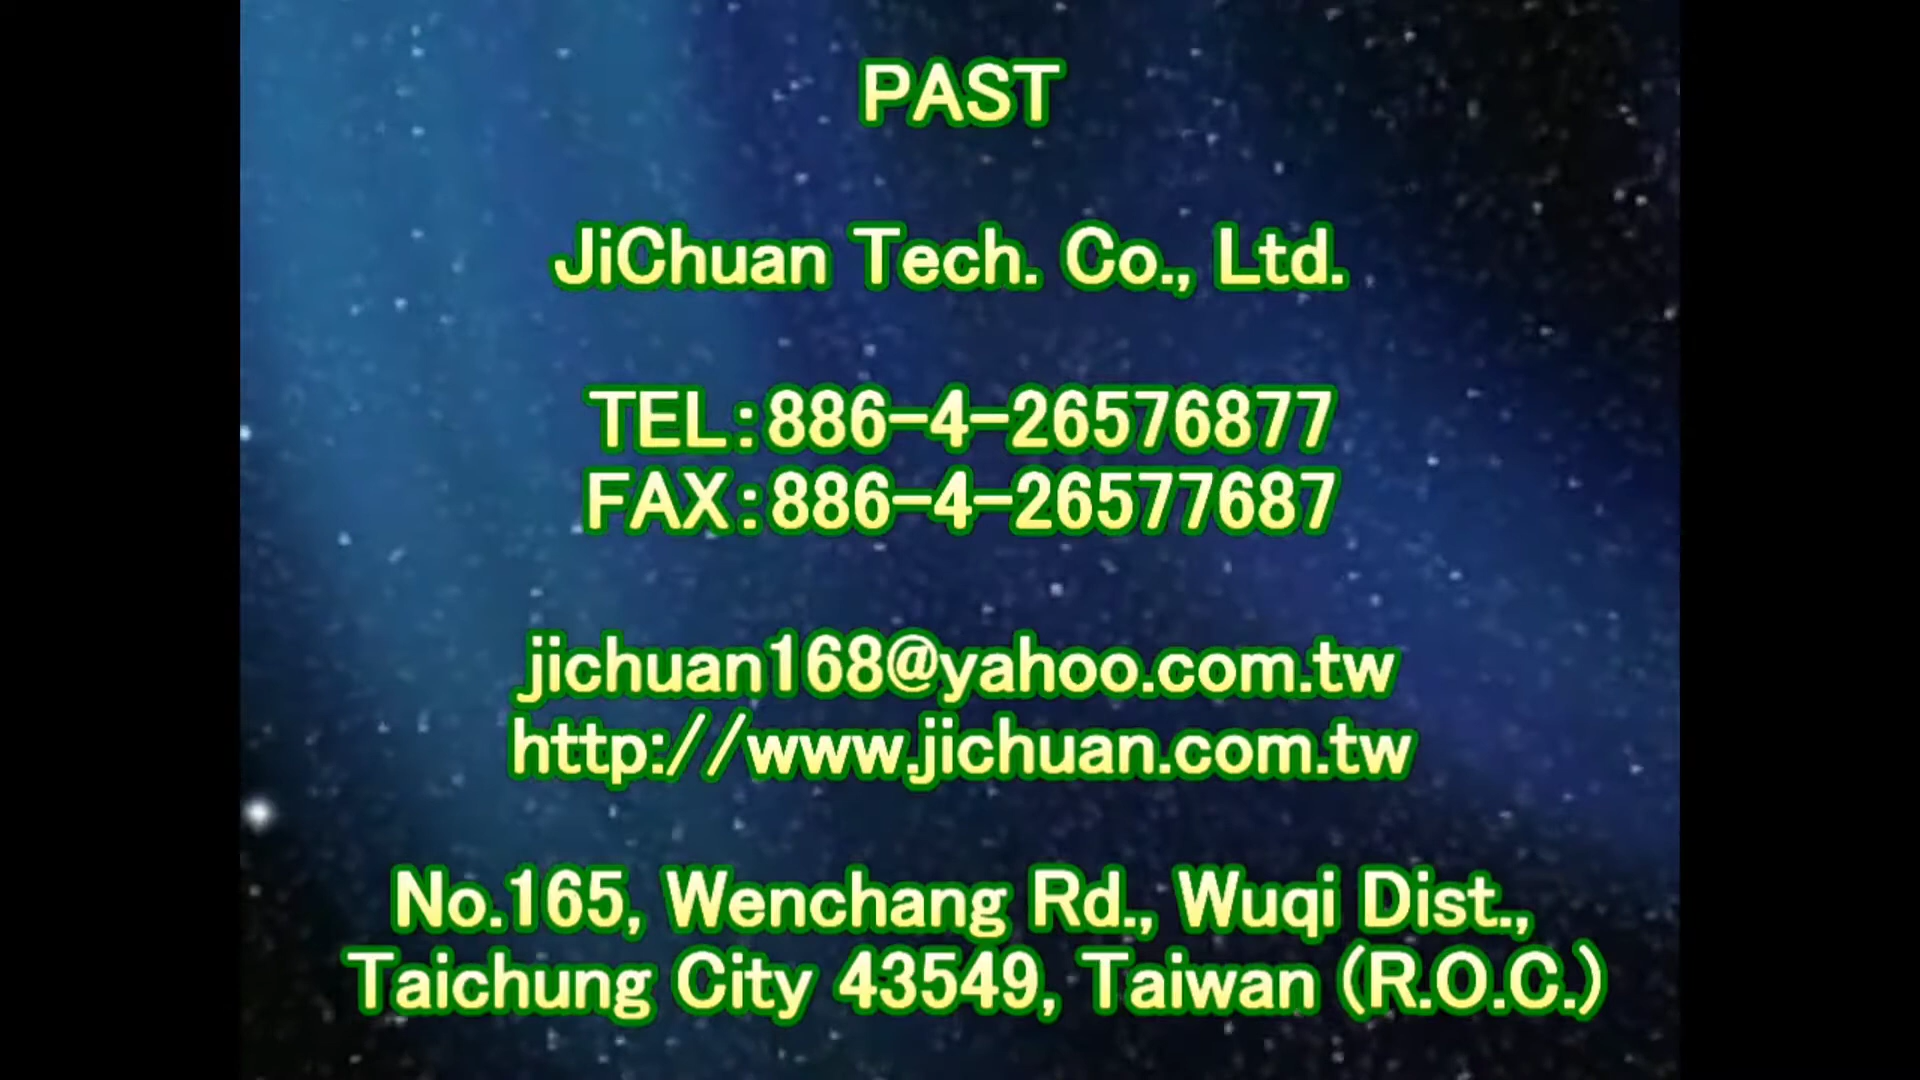 PAST
JiChuan Tech. Co., Ltd.
TEL:886-4-26576877
FAX:886-4-26577687
jichuan168@yahoo.com.tw
http://www.jichuan.com.tw
No.165, Wenchang Rd., Wuqi Dist.,
Taichung City 43549, Taiwan (R.O.C.)